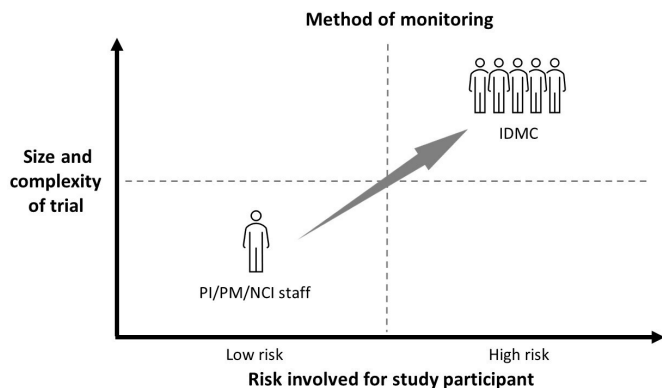 Method of monitoring
IDMC
Size and
complexity
of trial
PI/PM/NCI staff
Low risk
High risk
Risk involved for study participant